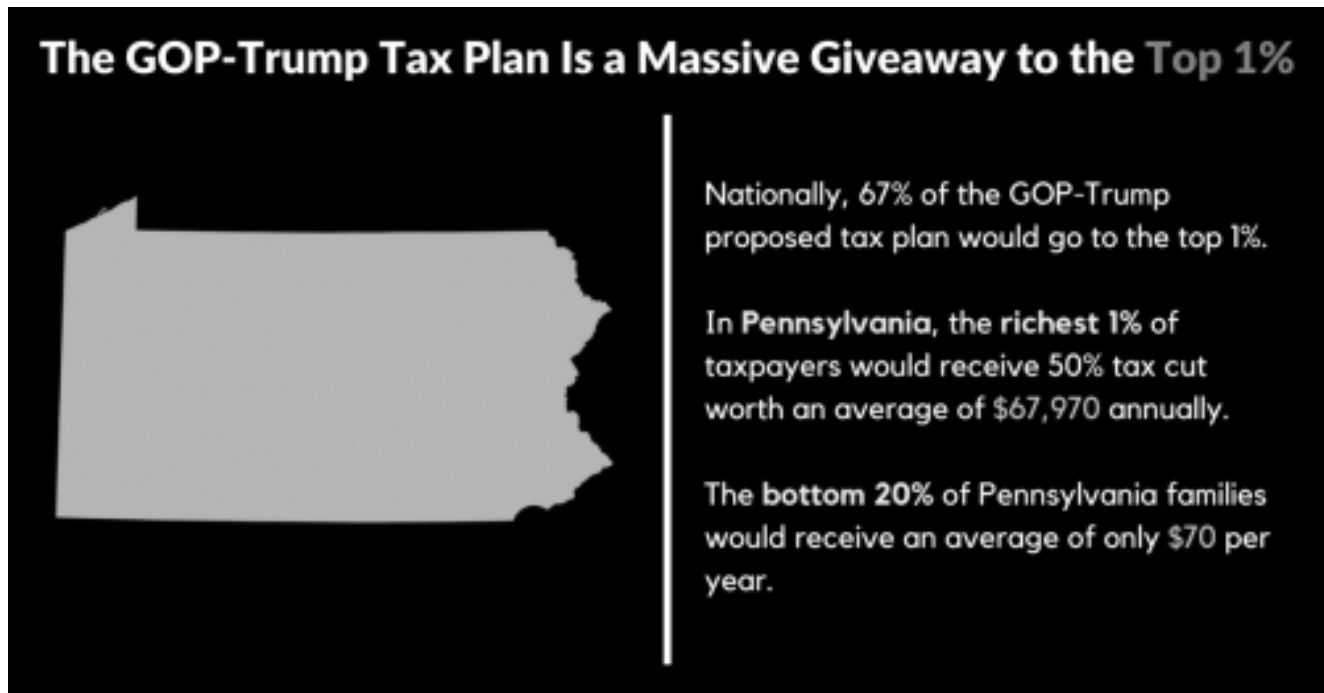 The GOP-Trump Tax Plan Is a Massive Giveaway to the Top 1%
Nationally, 67% of the GOP-Trump
proposed tax plan would go to the top 1%.
In Pennsylvania, the richest 1% of
taxpayers would receive 50% tax cut
worth an average of $67,970 annually.
The bottom 20% of Pennsylvania families
would receive an average of only $70 per
year.